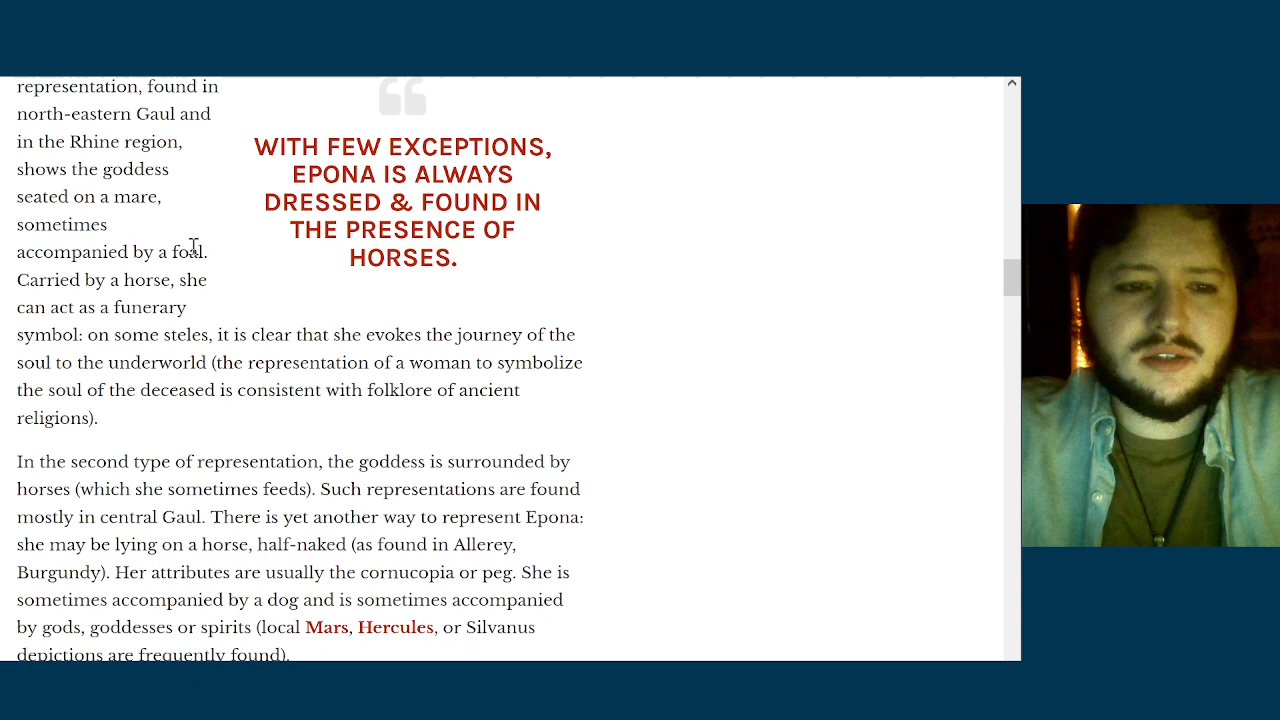 representation, found in
north-eastern Gaul and
in the Rhine region,
shows the goddess
seated on a mare,
sometimes
accompanied by a foal.
Carried by a horse, she
can act as a funerary
WITH FEW EXCEPTIONS,
EPONA IS ALWAYS
DRESSED & FOUND IN
THE PRESENCE OF
HORSES.
symbol: on some steles, it is clear that she evokes the journey of the
soul to the underworld (the representation of a woman to symbolize
the soul of the deceased is consistent with folklore of ancient
religions).
In the second type of representation, the goddess is surrounded by
horses (which she sometimes feeds). Such representations are found
mostly in central Gaul. There is yet another way to represent Epona:
she may be lying on a horse, half-naked (as found in Allerey,
Burgundy). Her attributes are usually the cornucopia or peg. She is
sometimes accompanied by a dog and is sometimes accompanied
by gods, goddesses or spirits (local Mars, Hercules, or Silvanus
depictions are frequently found).